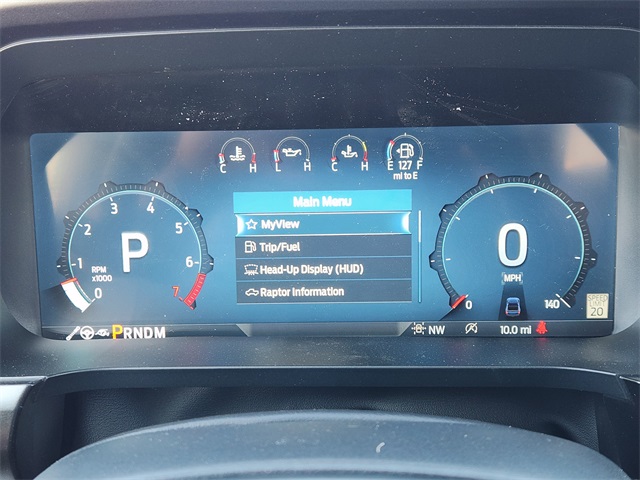 C H
L H
C H
E 127 F
mi to E
Main Menu
MyView
Trip/Fuel
Head-Up Display (HUD)
Raptor Information
RPM
x1000
0
1
2
3
4
5
6
7
P
0
MPH
0
140
SPEED
LIMIT
20
PRNDM
NW
10.0 mi